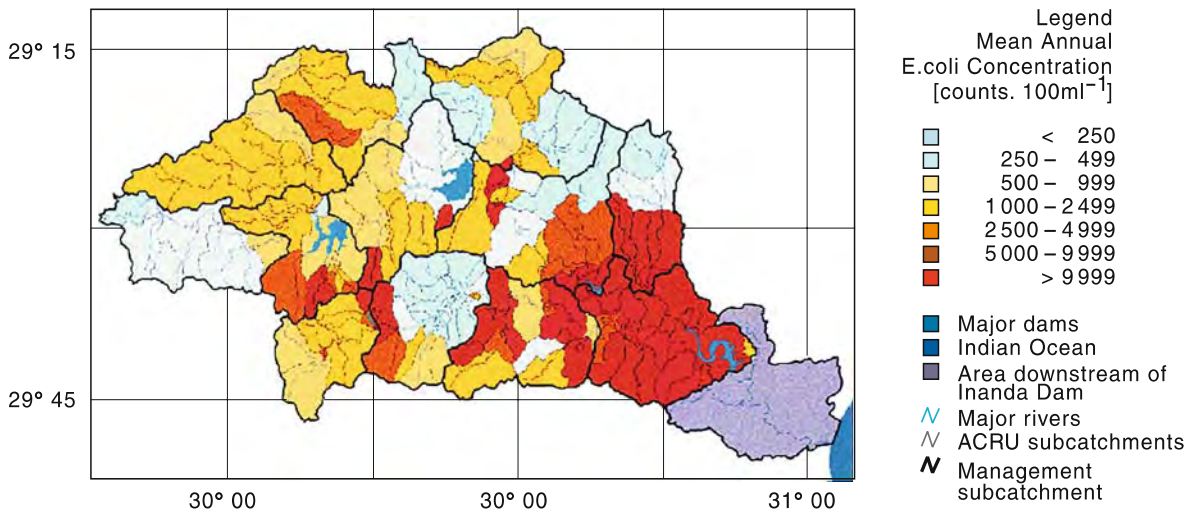 29° 15
29° 45
30° 00
30° 00
31° 00
Legend
Mean Annual
E.coli Concentration
[counts. 100ml⁻¹]
< 250
250 – 499
500 – 999
1 000 – 2 499
2 500 – 4 999
5 000 – 9 999
> 9 999
Major dams
Indian Ocean
Area downstream of
Inanda Dam
Major rivers
ACRU subcatchments
Management
subcatchment